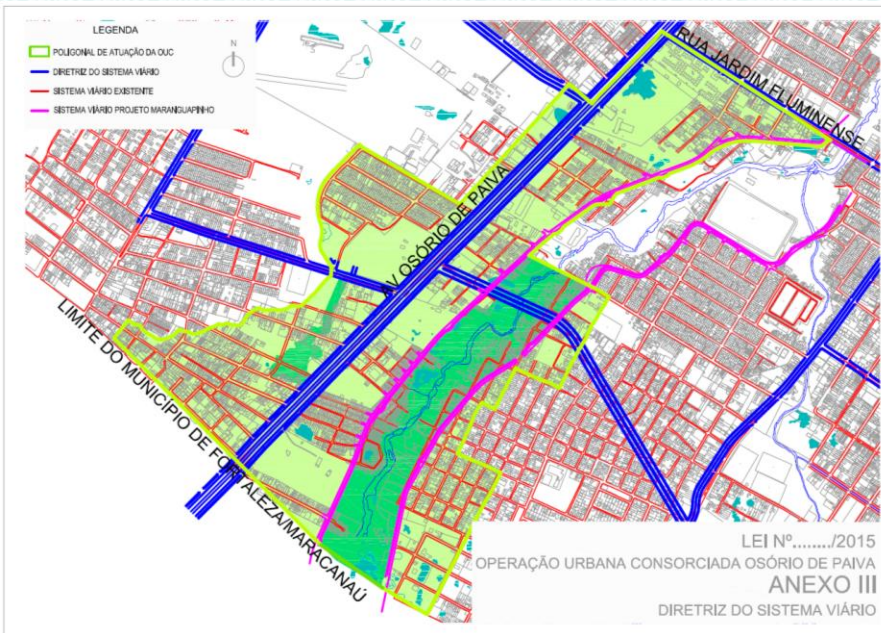 LEGENDA
POLIGONAL DE ATUAÇÃO DA OUC
DIRETRIZ DO SISTEMA VIÁRIO
SISTEMA VIÁRIO EXISTENTE
SISTEMA VIÁRIO PROJETO MARANGUAPINHO
N
RUA JARDIM FLUMINENSE
AV OSÓRIO DE PAIVA
LIMITE DO MUNICÍPIO DE FORTALEZA/MARACANAÚ
LEI Nº......../2015
OPERAÇÃO URBANA CONSORCIADA OSÓRIO DE PAIVA
ANEXO III
DIRETRIZ DO SISTEMA VIÁRIO